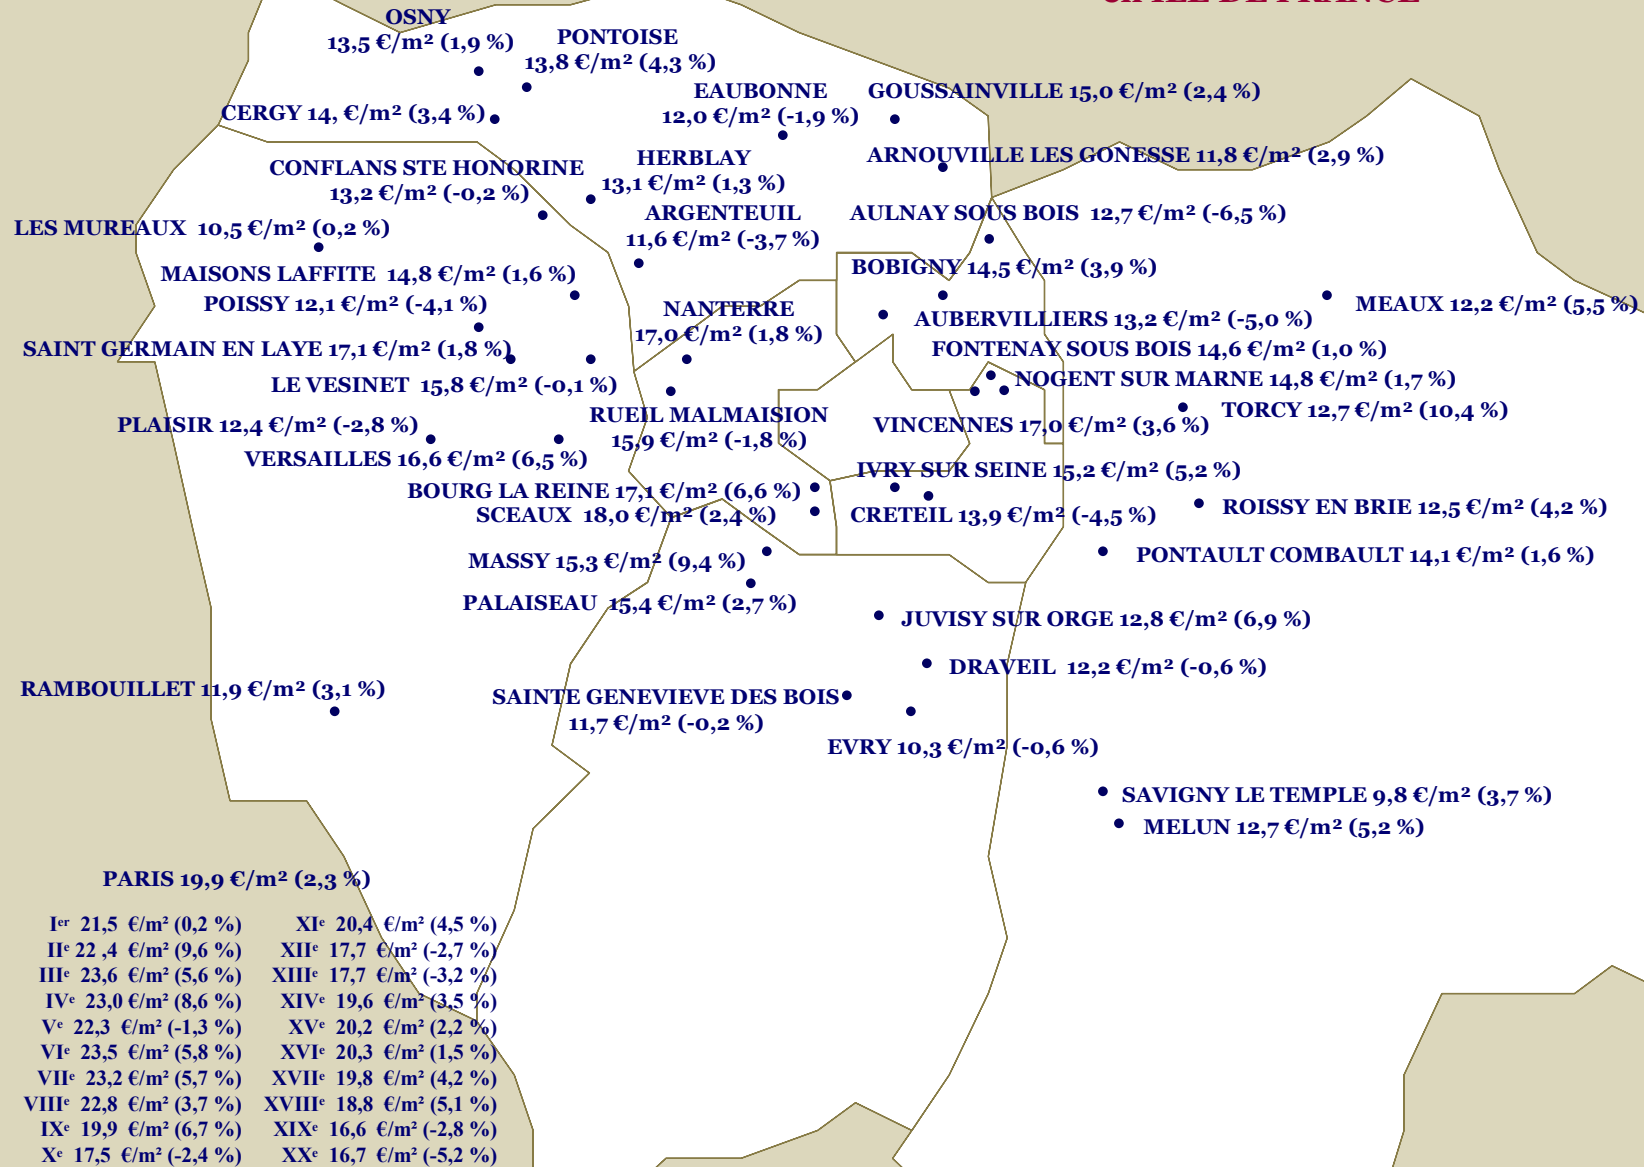 en ILE DE FRANCE
OSNY
13,5 €/m² (1,9 %)
PONTOISE
13,8 €/m² (4,3 %)
EAUBONNE
12,0 €/m² (-1,9 %)
GOUSSAINVILLE 15,0 €/m² (2,4 %)
CERGY 14, €/m² (3,4 %)
CONFLANS STE HONORINE
13,2 €/m² (-0,2 %)
HERBLAY
13,1 €/m² (1,3 %)
ARNOUVILLE LES GONESSE 11,8 €/m² (2,9 %)
LES MUREAUX 10,5 €/m² (0,2 %)
ARGENTEUIL
11,6 €/m² (-3,7 %)
AULNAY SOUS BOIS 12,7 €/m² (-6,5 %)
MAISONS LAFFITE 14,8 €/m² (1,6 %)
BOBIGNY 14,5 €/m² (3,9 %)
POISSY 12,1 €/m² (-4,1 %)
NANTERRE
17,0 €/m² (1,8 %)
MEAUX 12,2 €/m² (5,5 %)
AUBERVILLIERS 13,2 €/m² (-5,0 %)
SAINT GERMAIN EN LAYE 17,1 €/m² (1,8 %)
FONTENAY SOUS BOIS 14,6 €/m² (1,0 %)
LE VESINET 15,8 €/m² (-0,1 %)
NOGENT SUR MARNE 14,8 €/m² (1,7 %)
RUEIL MALMAISION
15,9 €/m² (-1,8 %)
TORCY 12,7 €/m² (10,4 %)
PLAISIR 12,4 €/m² (-2,8 %)
VINCENNES 17,0 €/m² (3,6 %)
VERSAILLES 16,6 €/m² (6,5 %)
IVRY SUR SEINE 15,2 €/m² (5,2 %)
BOURG LA REINE 17,1 €/m² (6,6 %)
SCEAUX 18,0 €/m² (2,4 %)
CRETEIL 13,9 €/m² (-4,5 %)
ROISSY EN BRIE 12,5 €/m² (4,2 %)
MASSY 15,3 €/m² (9,4 %)
PONTAULT COMBAULT 14,1 €/m² (1,6 %)
PALAISEAU 15,4 €/m² (2,7 %)
JUVISY SUR ORGE 12,8 €/m² (6,9 %)
DRAVEIL 12,2 €/m² (-0,6 %)
RAMBOUILLET 11,9 €/m² (3,1 %)
SAINTE GENEVIEVE DES BOIS
11,7 €/m² (-0,2 %)
EVRY 10,3 €/m² (-0,6 %)
SAVIGNY LE TEMPLE 9,8 €/m² (3,7 %)
MELUN 12,7 €/m² (5,2 %)
PARIS 19,9 €/m² (2,3 %)
Iᵉʳ 21,5 €/m² (0,2 %) XIᵉ 20,4 €/m² (4,5 %)
IIᵉ 22 ,4 €/m² (9,6 %) XIIᵉ 17,7 €/m² (-2,7 %)
IIIᵉ 23,6 €/m² (5,6 %) XIIIᵉ 17,7 €/m² (-3,2 %)
IVᵉ 23,0 €/m² (8,6 %) XIVᵉ 19,6 €/m² (3,5 %)
Vᵉ 22,3 €/m² (-1,3 %) XVᵉ 20,2 €/m² (2,2 %)
VIᵉ 23,5 €/m² (5,8 %) XVIᵉ 20,3 €/m² (1,5 %)
VIIᵉ 23,2 €/m² (5,7 %) XVIIᵉ 19,8 €/m² (4,2 %)
VIIIᵉ 22,8 €/m² (3,7 %) XVIIIᵉ 18,8 €/m² (5,1 %)
IXᵉ 19,9 €/m² (6,7 %) XIXᵉ 16,6 €/m² (-2,8 %)
Xᵉ 17,5 €/m² (-2,4 %) XXᵉ 16,7 €/m² (-5,2 %)